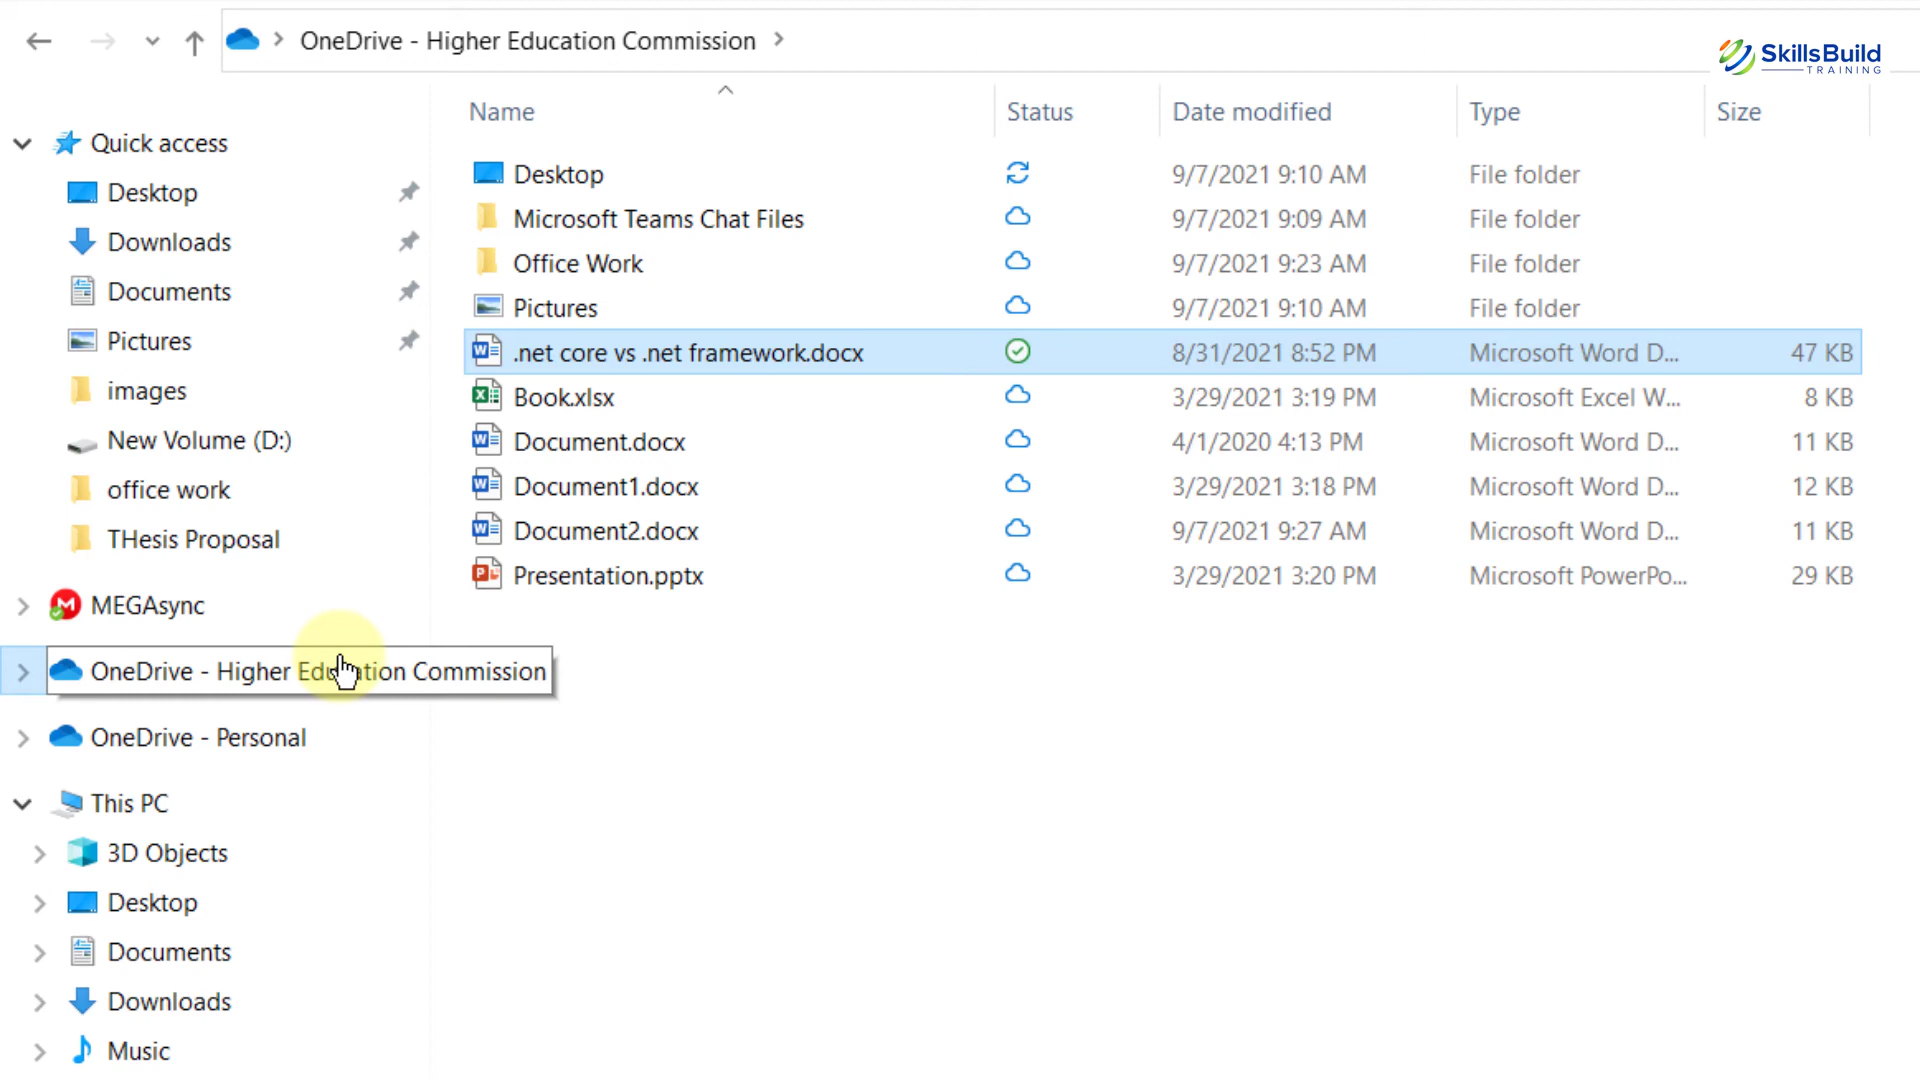 OneDrive - Higher Education Commission
SkillsBuild
TRAINING
Name Status Date modified Type Size
Quick access
Desktop
Downloads
Documents
Pictures
images
New Volume (D:)
office work
THesis Proposal
MEGAsync
OneDrive - Higher Education Commission
OneDrive - Personal
This PC
3D Objects
Desktop
Documents
Downloads
Music
Desktop 9/7/2021 9:10 AM File folder
Microsoft Teams Chat Files 9/7/2021 9:09 AM File folder
Office Work 9/7/2021 9:23 AM File folder
Pictures 9/7/2021 9:10 AM File folder
.net core vs .net framework.docx 8/31/2021 8:52 PM Microsoft Word D... 47 KB
Book.xlsx 3/29/2021 3:19 PM Microsoft Excel W... 8 KB
Document.docx 4/1/2020 4:13 PM Microsoft Word D... 11 KB
Document1.docx 3/29/2021 3:18 PM Microsoft Word D... 12 KB
Document2.docx 9/7/2021 9:27 AM Microsoft Word D... 11 KB
Presentation.pptx 3/29/2021 3:20 PM Microsoft PowerPo... 29 KB